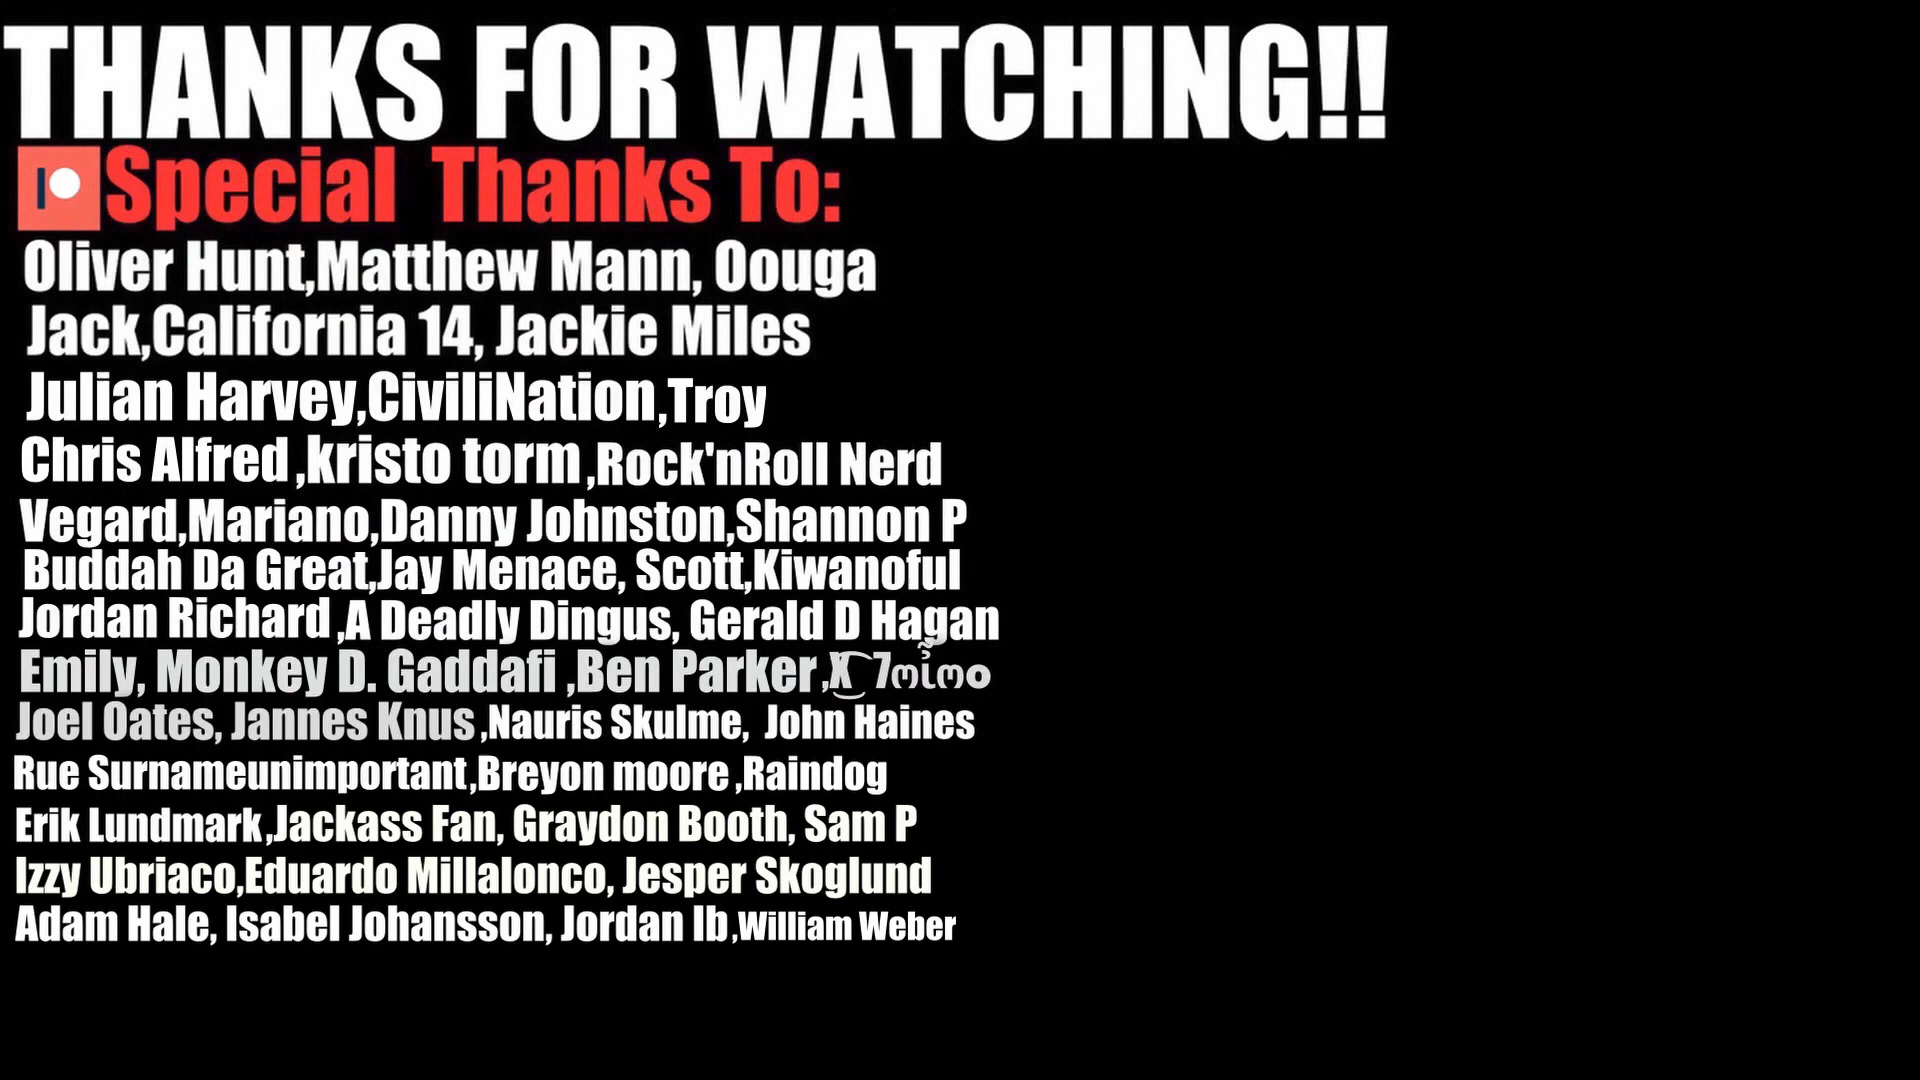 THANKS FOR WATCHING!!
Special Thanks To:
Oliver Hunt,Matthew Mann, Oouga
Jack,California 14, Jackie Miles
Julian Harvey,CiviliNation,Troy
Chris Alfred ,kristo torm ,Rock'nRoll Nerd
Vegard,Mariano,Danny Johnston,Shannon P
Buddah Da Great,Jay Menace, Scott,Kiwanoful
Jordan Richard ,A Deadly Dingus, Gerald D Hagan
Emily, Monkey D. Gaddafi ,Ben Parker
Joel Oates, Jannes Knus ,Nauris Skulme, John Haines
Rue Surnameunimportant,Breyon moore ,Raindog
Erik Lundmark,Jackass Fan, Graydon Booth, Sam P
Izzy Ubriaco,Eduardo Millalonco, Jesper Skoglund
Adam Hale, Isabel Johansson, Jordan Ib,William Weber